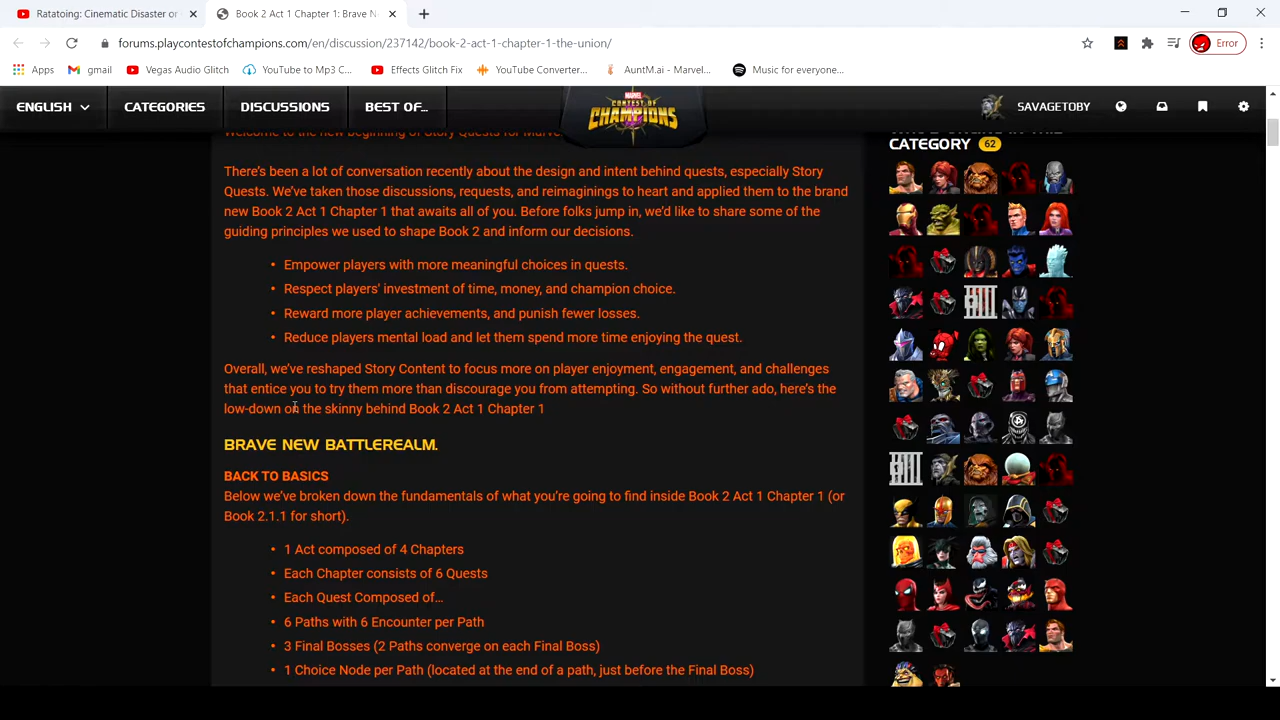 Ratatoing: Cinematic Disaster or
Book 2 Act 1 Chapter 1: Brave N
forums.playcontestofchampions.com/en/discussion/237142/book-2-act-1-chapter-1-the-union/
Error
Apps
gmail
Vegas Audio Glitch
YouTube to Mp3 C...
Effects Glitch Fix
YouTube Converter...
AuntM.ai - Marvel...
Music for everyone...
ENGLISH
CATEGORIES
DISCUSSIONS
BEST OF...
MARVEL
CONTEST OF
CHAMPIONS
SAVAGETOBY
Welcome to the new beginning of Story Quests for Marve
CATEGORY 62
There's been a lot of conversation recently about the design and intent behind quests, especially Story
Quests. We've taken those discussions, requests, and reimaginings to heart and applied them to the brand
new Book 2 Act 1 Chapter 1 that awaits all of you. Before folks jump in, we'd like to share some of the
guiding principles we used to shape Book 2 and inform our decisions.
• Empower players with more meaningful choices in quests.
• Respect players' investment of time, money, and champion choice.
• Reward more player achievements, and punish fewer losses.
• Reduce players mental load and let them spend more time enjoying the quest.
Overall, we've reshaped Story Content to focus more on player enjoyment, engagement, and challenges
that entice you to try them more than discourage you from attempting. So without further ado, here's the
low-down on the skinny behind Book 2 Act 1 Chapter 1
BRAVE NEW BATTLEREALM.
BACK TO BASICS
Below we've broken down the fundamentals of what you're going to find inside Book 2 Act 1 Chapter 1 (or
Book 2.1.1 for short).
• 1 Act composed of 4 Chapters
• Each Chapter consists of 6 Quests
• Each Quest Composed of...
• 6 Paths with 6 Encounter per Path
• 3 Final Bosses (2 Paths converge on each Final Boss)
• 1 Choice Node per Path (located at the end of a path, just before the Final Boss)